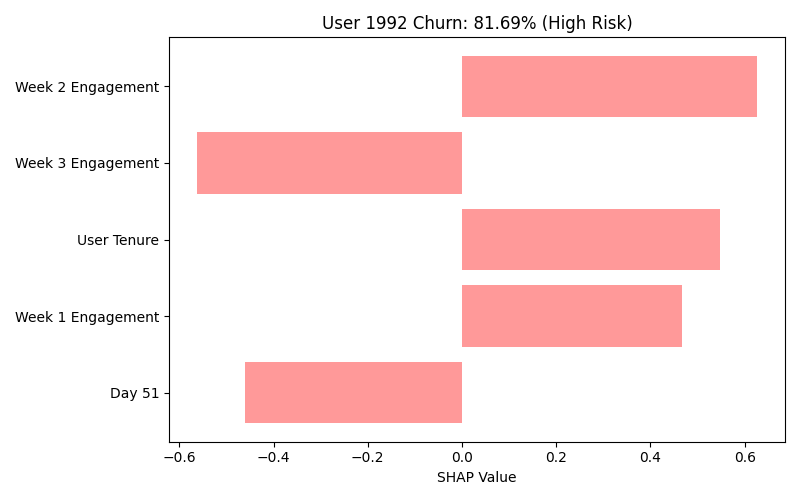 User 1992 Churn: 81.69% (High Risk)
Week 2 Engagement
Week 3 Engagement
User Tenure
Week 1 Engagement
Day 51
−0.6 −0.4 −0.2 0.0 0.2 0.4 0.6
SHAP Value